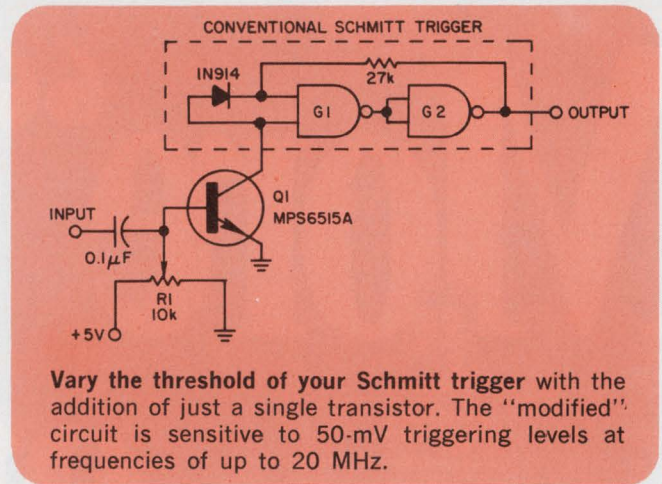 CONVENTIONAL SCHMITT TRIGGER
IN914
27k
G1
G2
OUTPUT
Q1
MPS6515A
INPUT
0.1µF
R1
10k
+5V
Vary the threshold of your Schmitt trigger with the
addition of just a single transistor. The "modified"
circuit is sensitive to 50-mV triggering levels at
frequencies of up to 20 MHz.